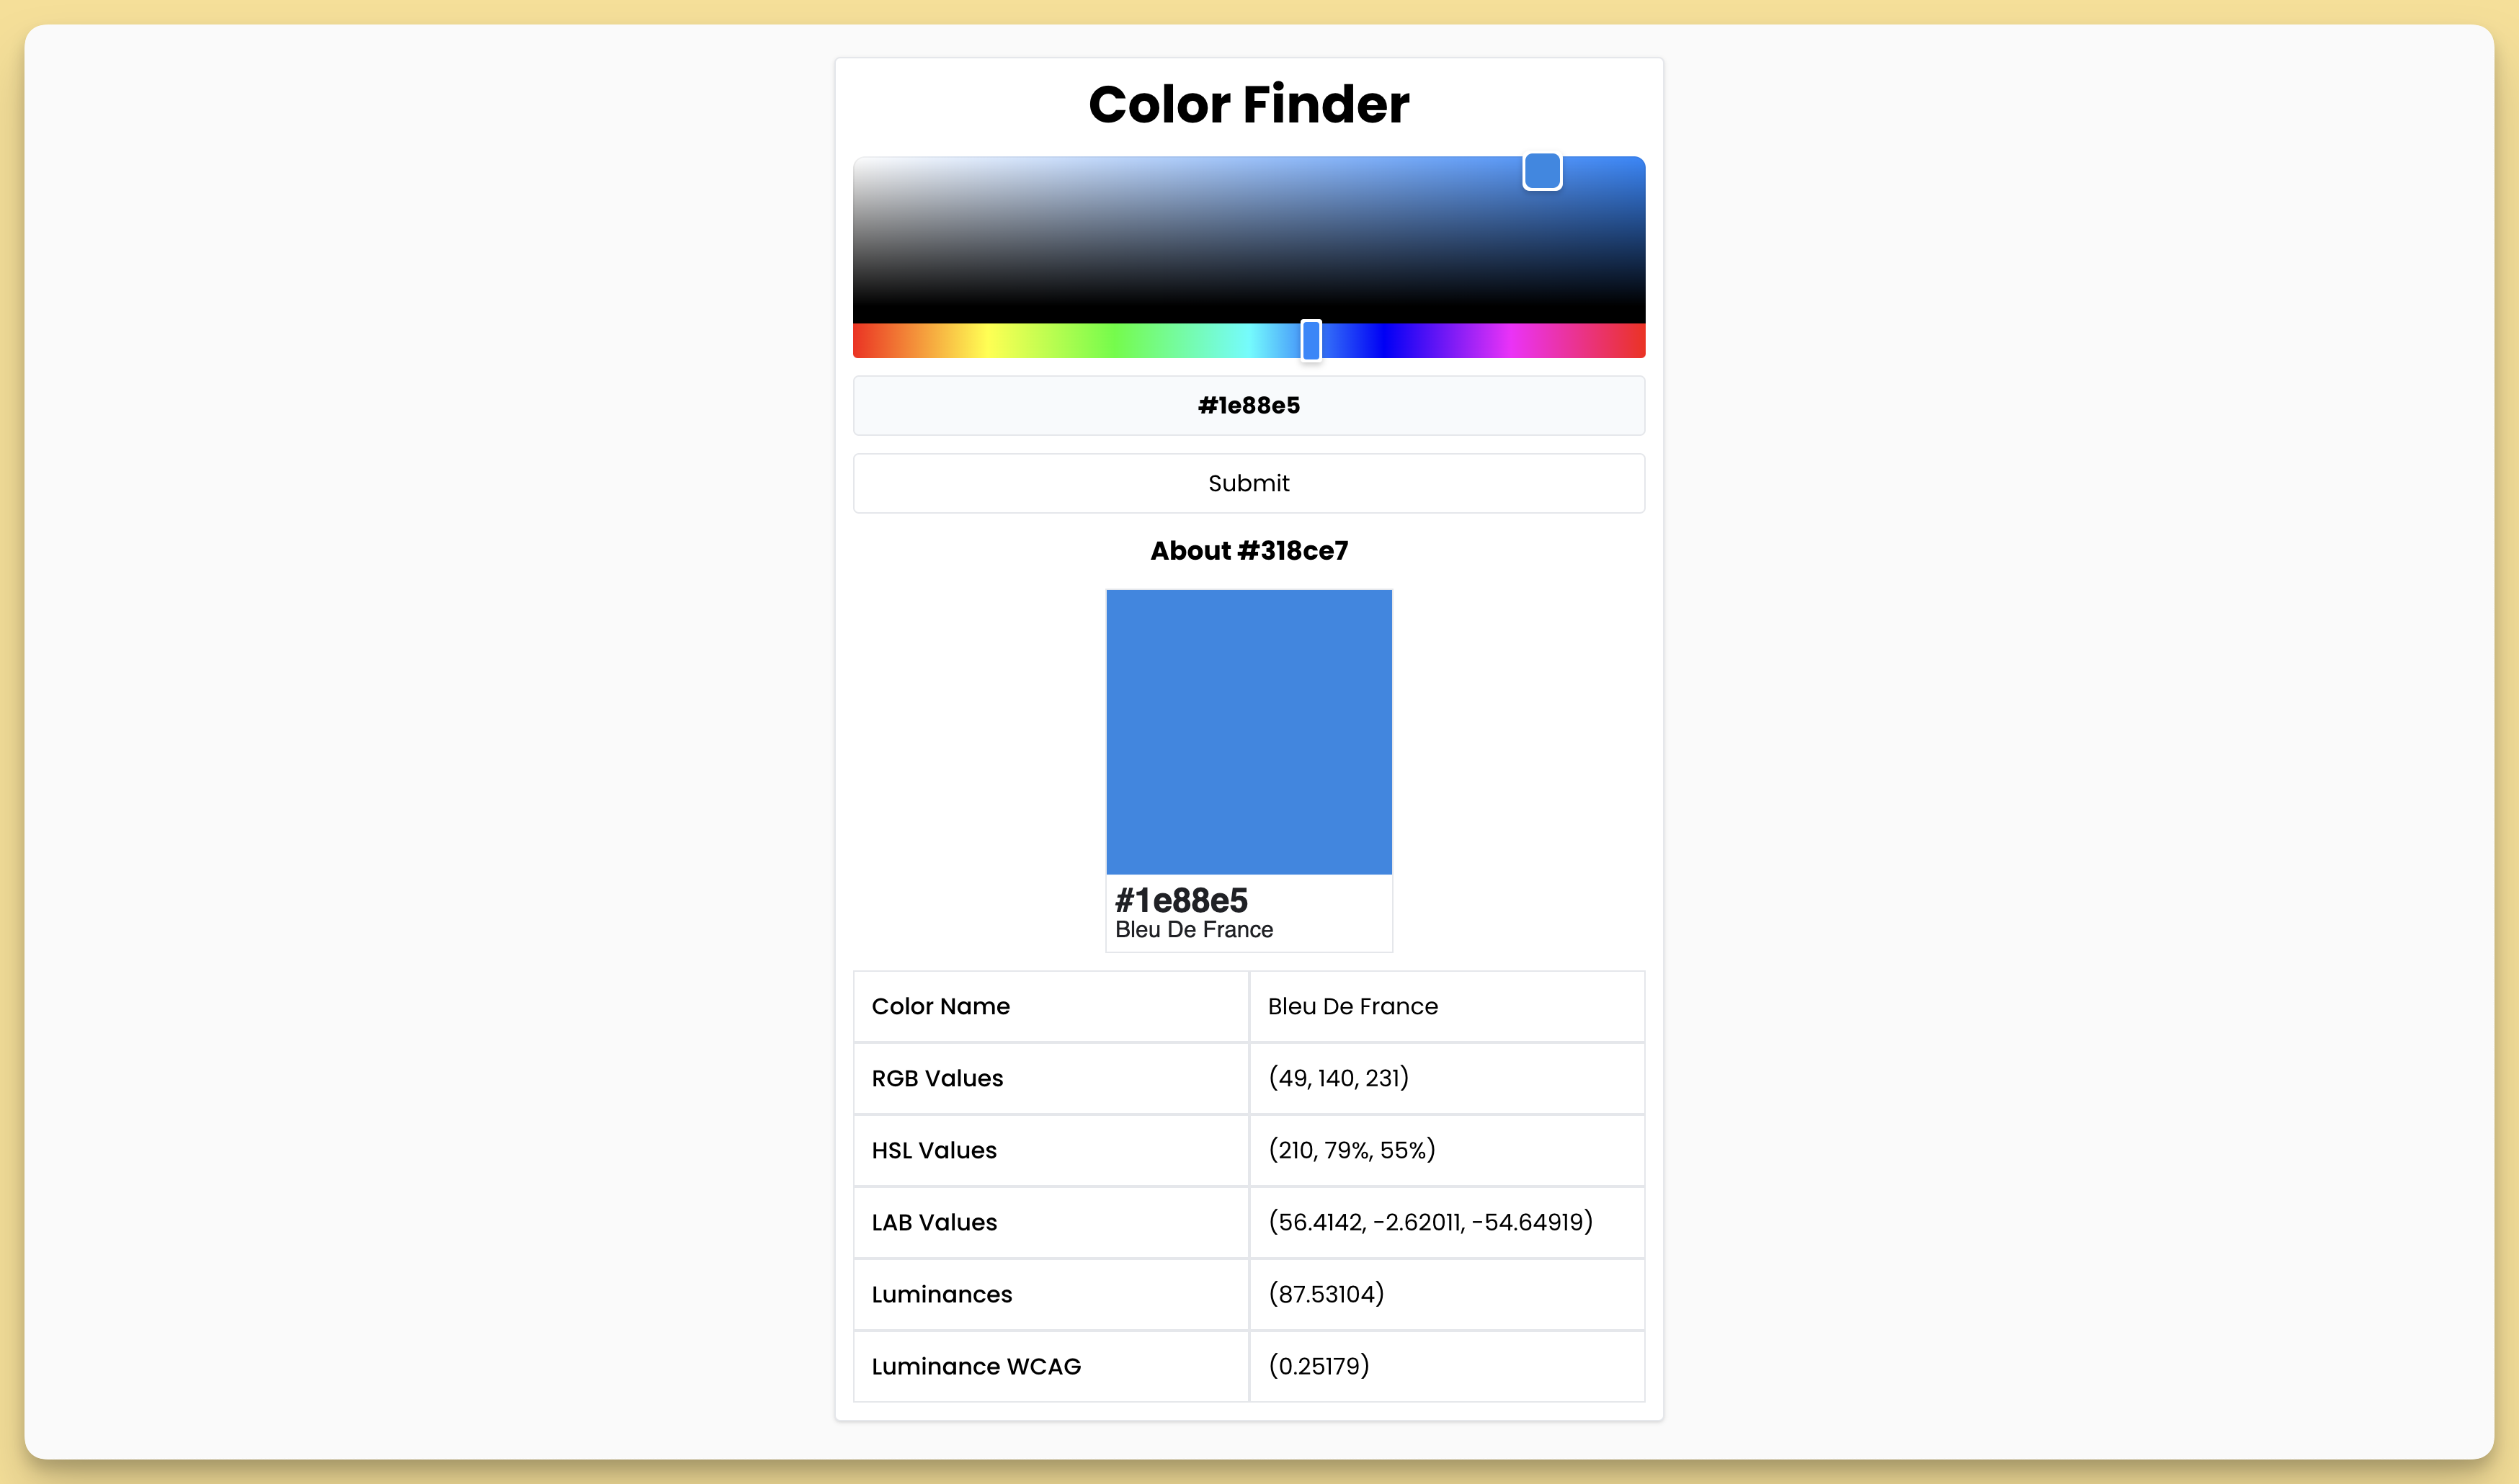 Color Finder
#1e88e5
Submit
About #318ce7
#1e88e5
Bleu De France
Color Name Bleu De France
RGB Values (49, 140, 231)
HSL Values (210, 79%, 55%)
LAB Values (56.4142, -2.62011, -54.64919)
Luminances (87.53104)
Luminance WCAG (0.25179)